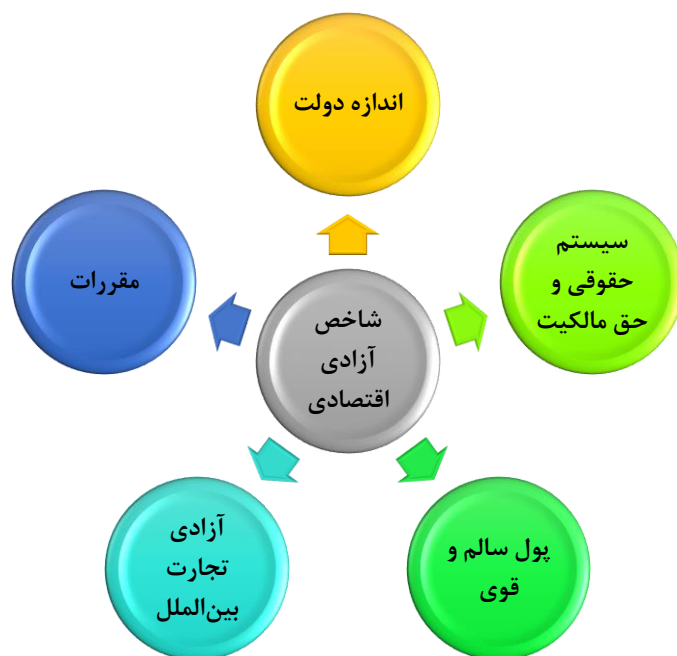 اندازه دولت
سیستم
حقوقی و
حق مالکیت
مقررات
شاخص
آزادی
اقتصادی
آزادی
تجارت
بین‌الملل
پول سالم و
قوی